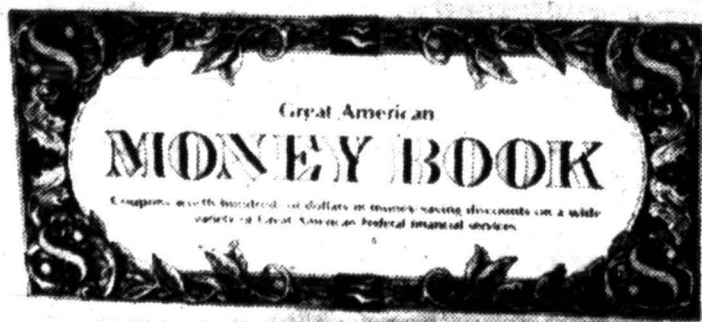 Great American
MONEY BOOK
Coupons worth hundreds of dollars in money-saving discounts on a wide
variety of Great American Federal financial services